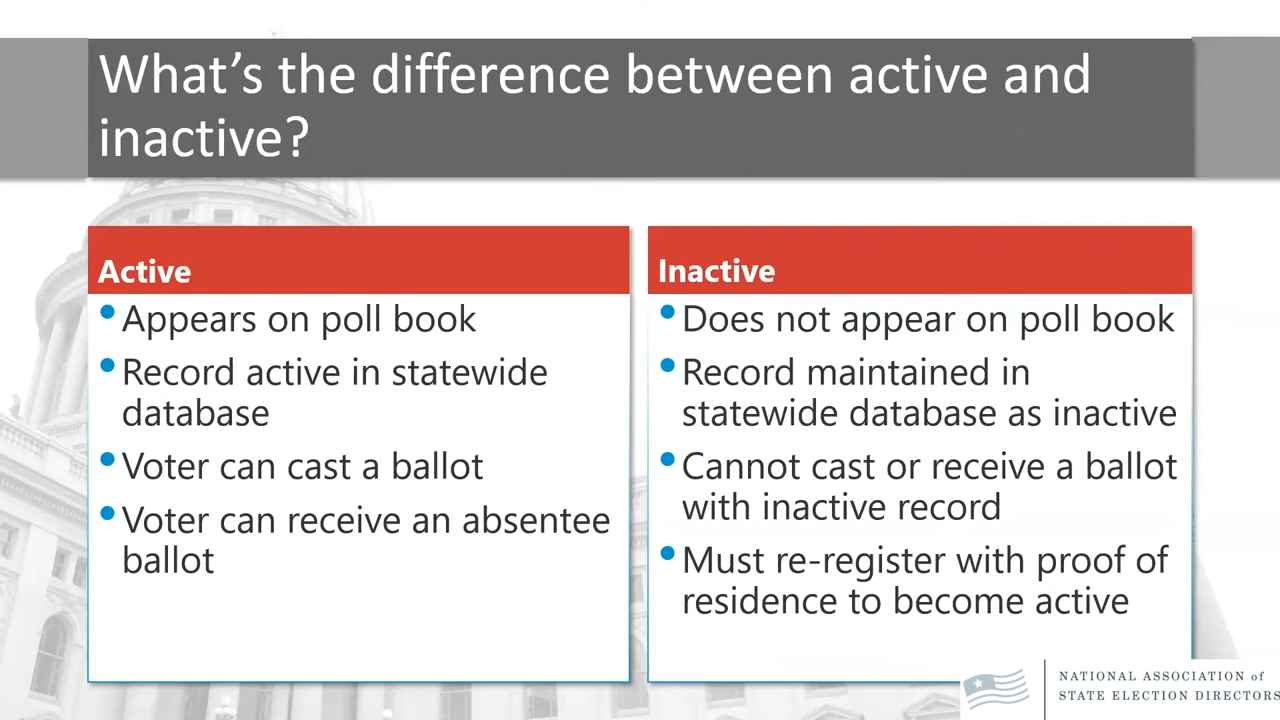 What’s the difference between active and
inactive?
Active
• Appears on poll book
• Record active in statewide
database
• Voter can cast a ballot
• Voter can receive an absentee
ballot
Inactive
• Does not appear on poll book
• Record maintained in
statewide database as inactive
• Cannot cast or receive a ballot
with inactive record
• Must re-register with proof of
residence to become active
NATIONAL ASSOCIATION of
STATE ELECTION DIRECTORS